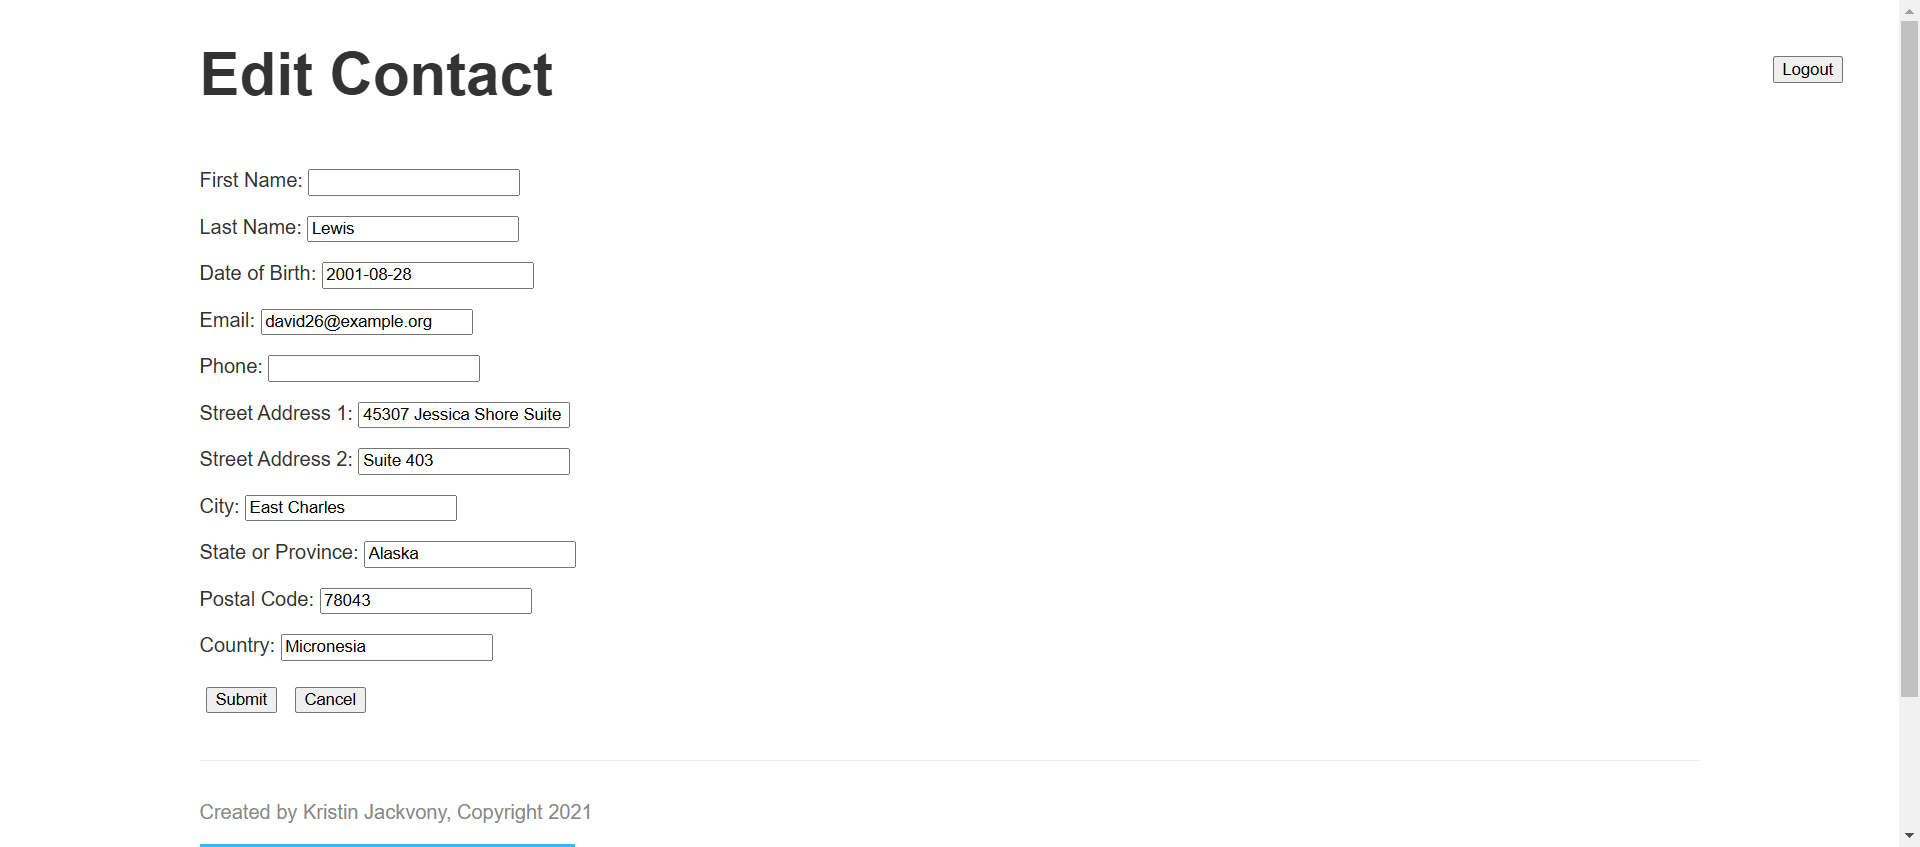 Edit Contact
Logout
First Name:
Last Name: Lewis
Date of Birth: 2001-08-28
Email: david26@example.org
Phone:
Street Address 1: 45307 Jessica Shore Suite
Street Address 2: Suite 403
City: East Charles
State or Province: Alaska
Postal Code: 78043
Country: Micronesia
Submit Cancel
Created by Kristin Jackvony, Copyright 2021